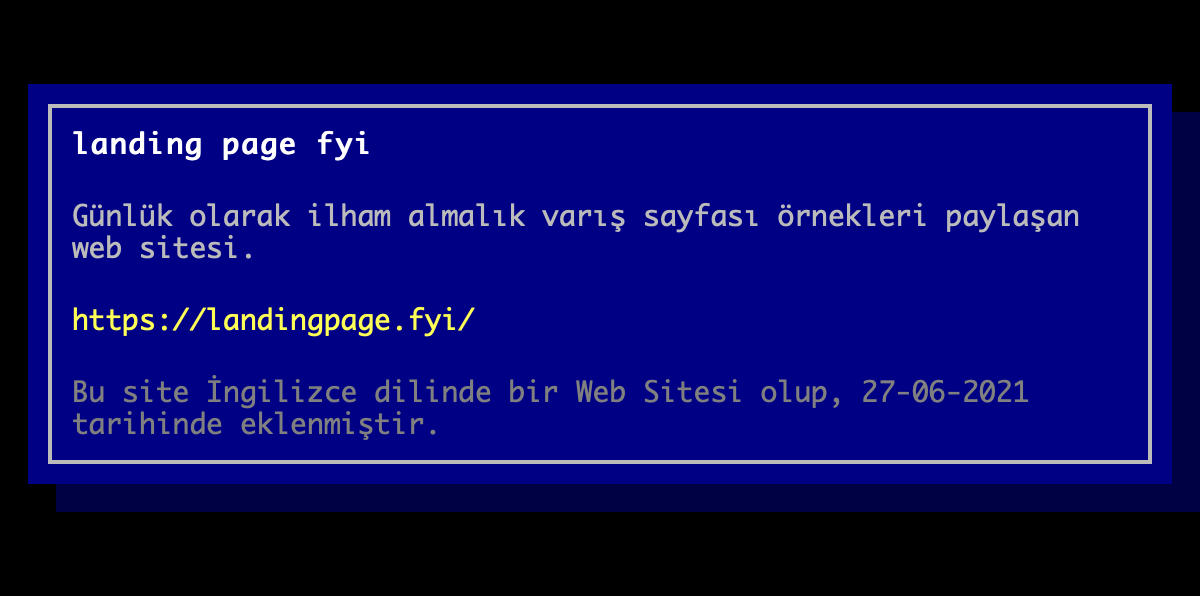 landing page fyi
Günlük olarak ilham almalık varış sayfası örnekleri paylaşan
web sitesi.
https://landingpage.fyi/
Bu site İngilizce dilinde bir Web Sitesi olup, 27-06-2021
tarihinde eklenmiştir.